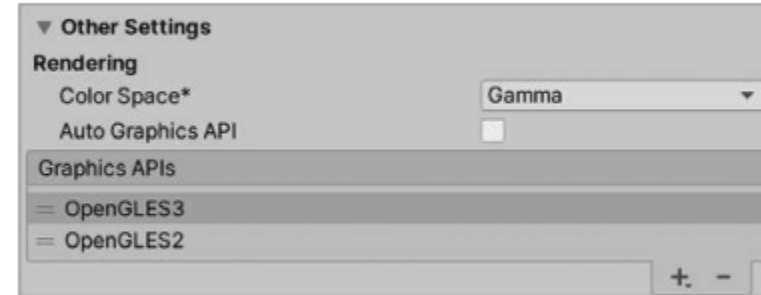 Other Settings
Rendering
Color Space* Gamma
Auto Graphics API
Graphics APIs
= OpenGLES3
= OpenGLES2
+ -